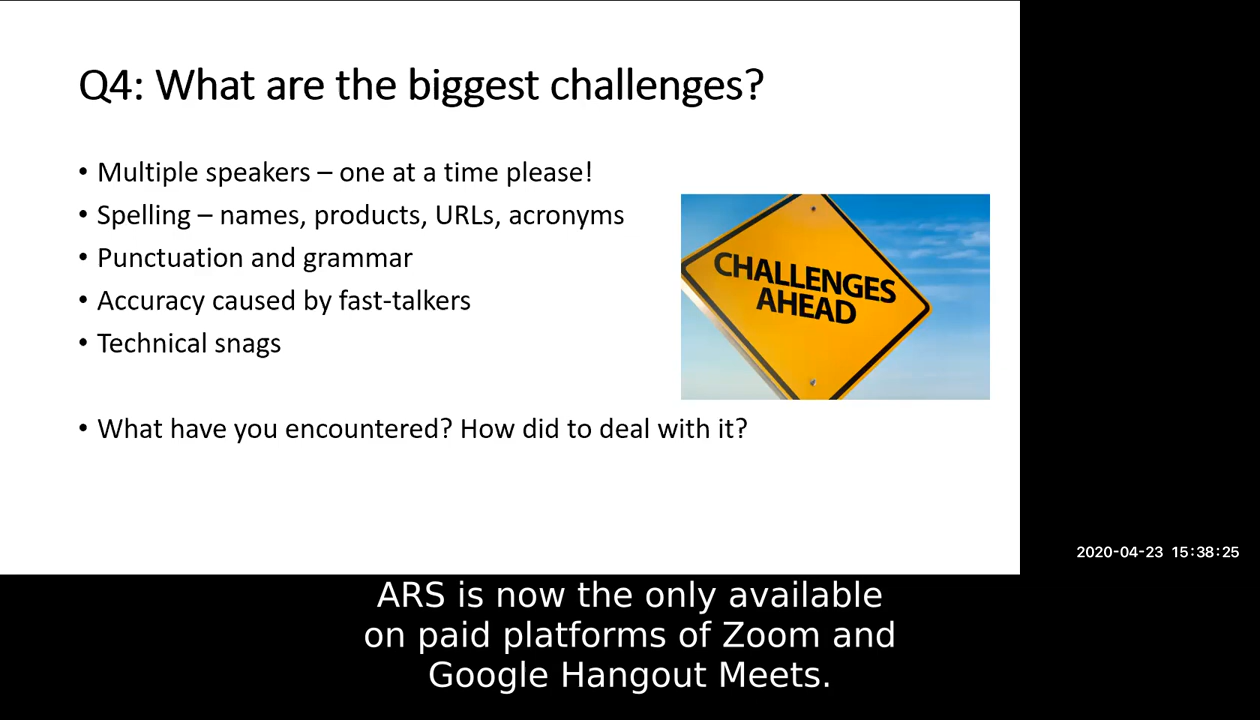 Q4: What are the biggest challenges?
• Multiple speakers – one at a time please!
• Spelling – names, products, URLs, acronyms
• Punctuation and grammar
• Accuracy caused by fast-talkers
• Technical snags
• What have you encountered? How did to deal with it?
CHALLENGES
AHEAD
2020-04-23 15:38:25
ARS is now the only available
on paid platforms of Zoom and
Google Hangout Meets.